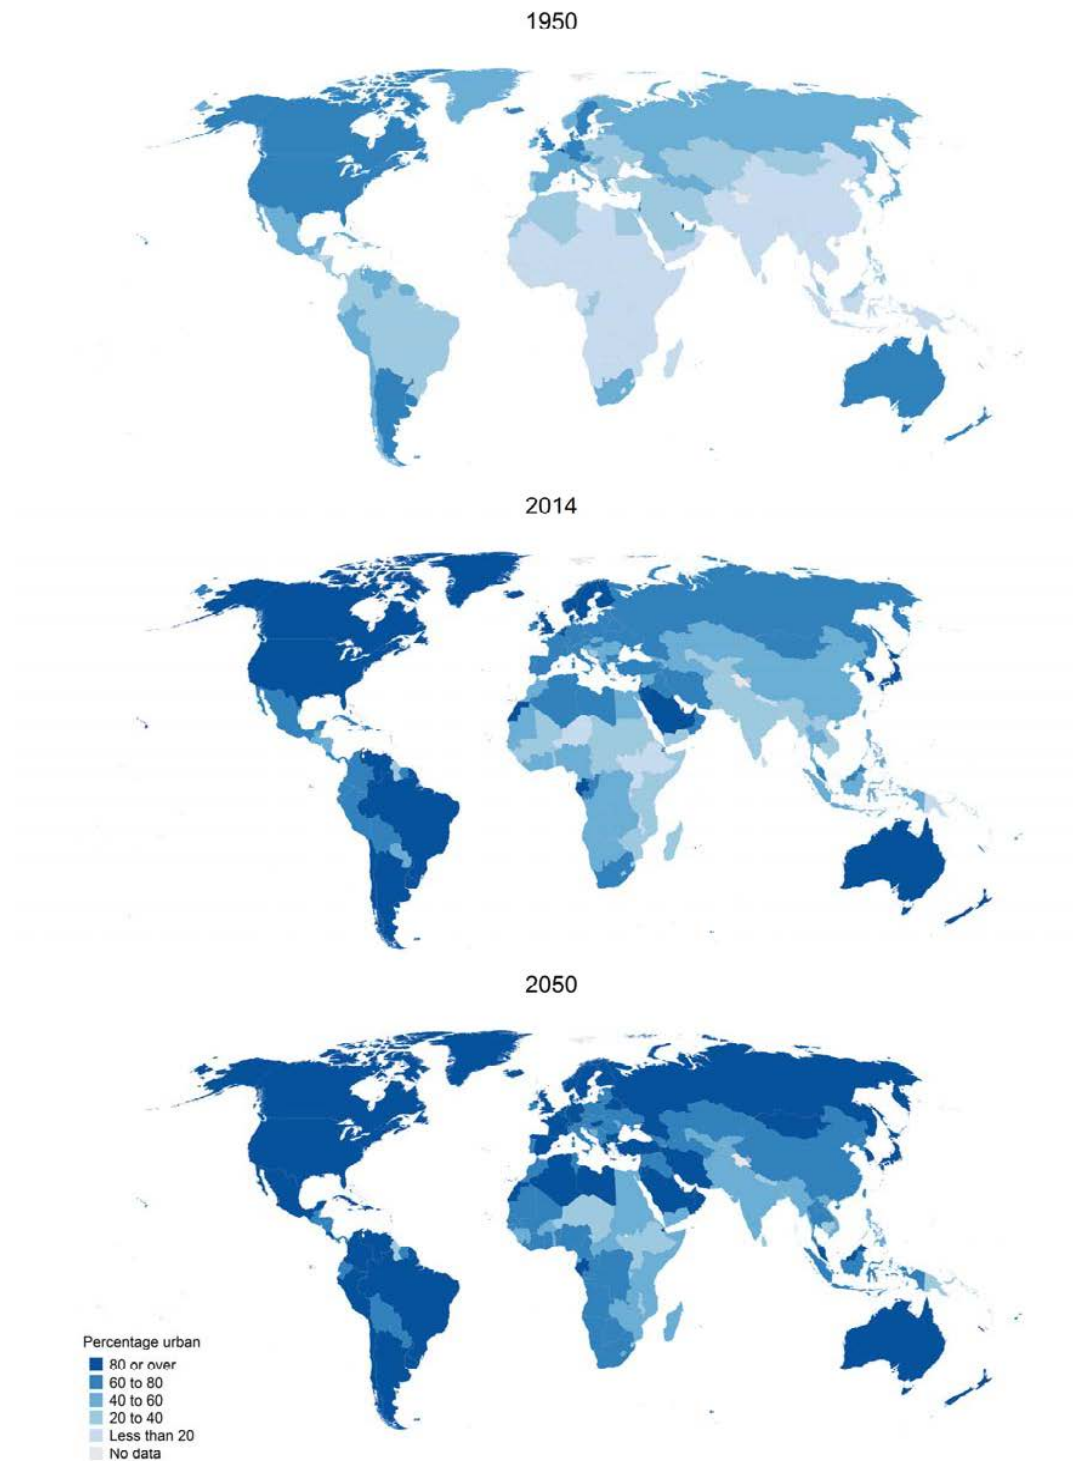 1950
2014
2050
Percentage urban
80 or over
60 to 80
40 to 60
20 to 40
Less than 20
No data